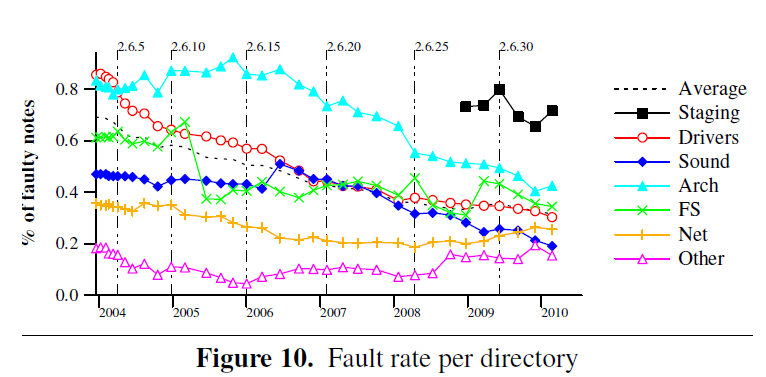 2.6.5 2.6.10 2.6.15 2.6.20 2.6.25 2.6.30
% of faulty notes
0.8
0.6
0.4
0.2
0.0
2004 2005 2006 2007 2008 2009 2010
Average
Staging
Drivers
Sound
Arch
FS
Net
Other
Figure 10. Fault rate per directory